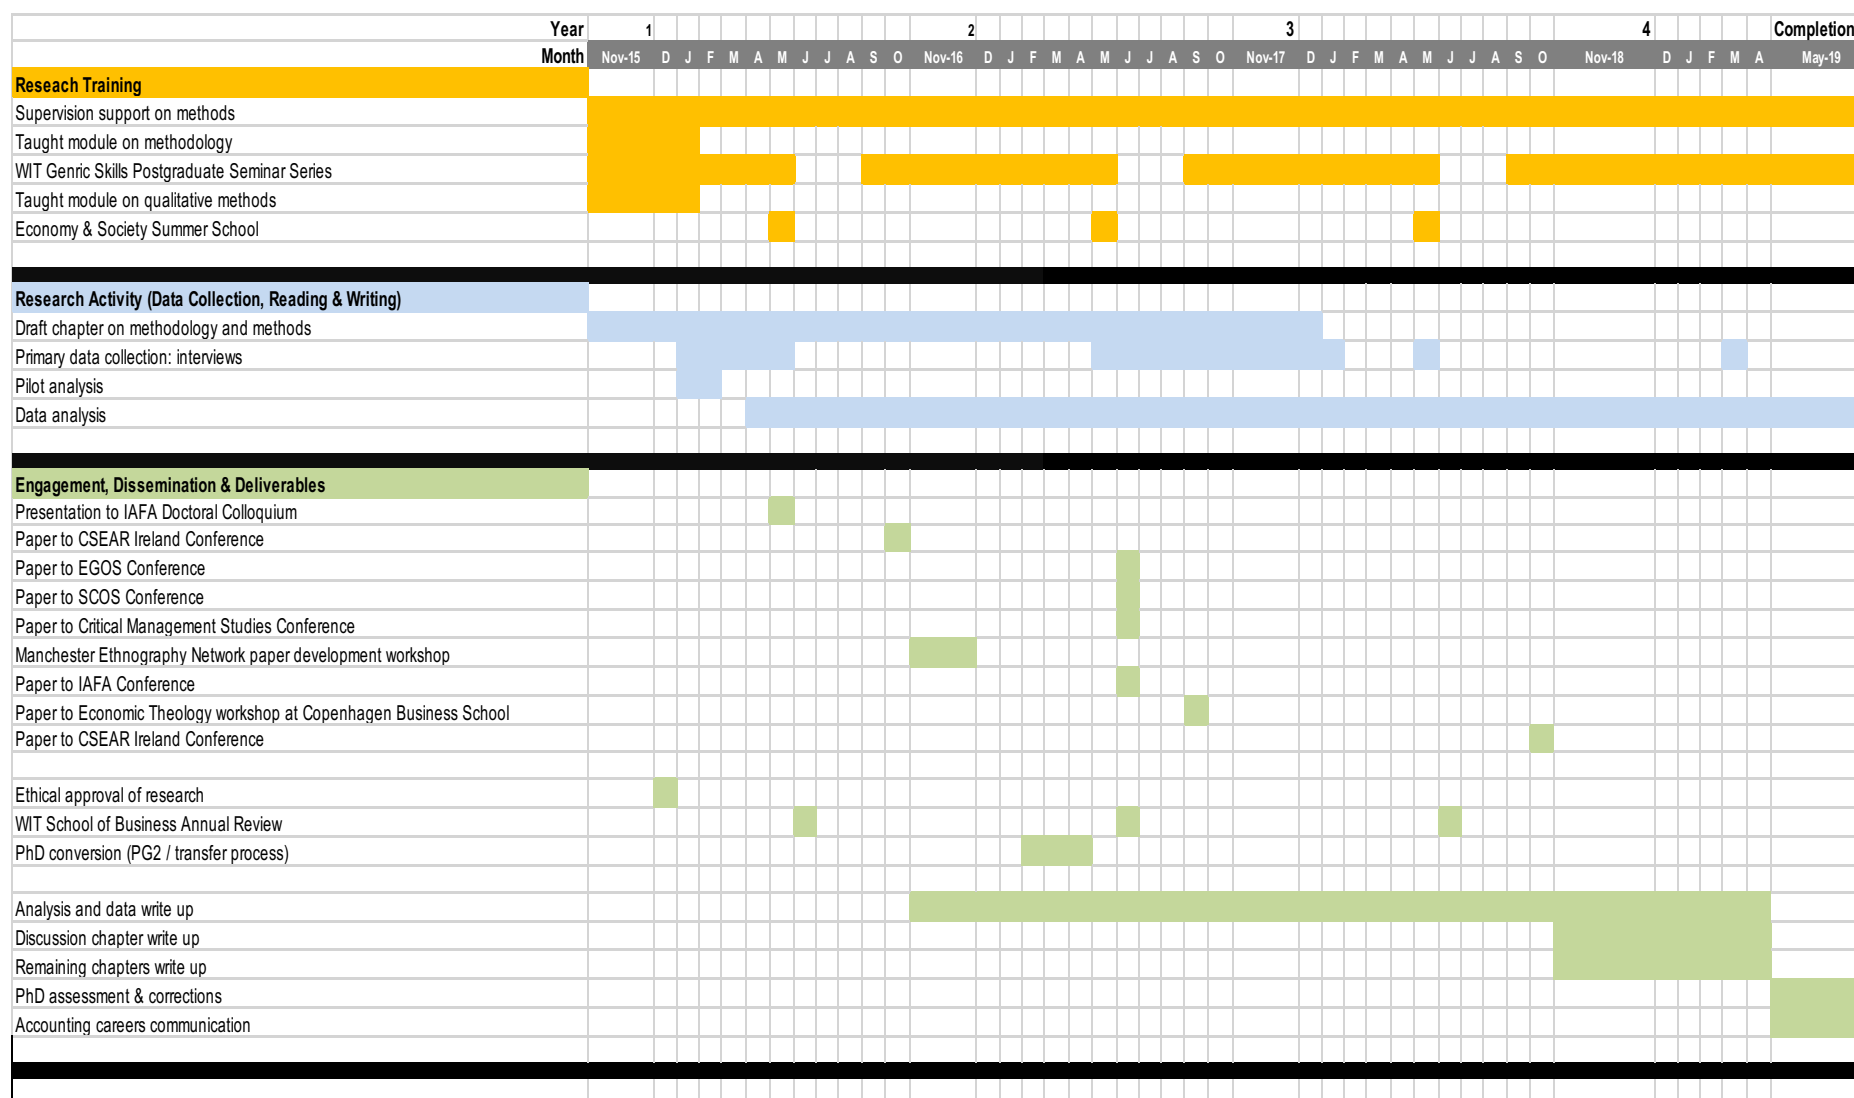 Year 1 2 3 4 Completion
Month Nov-15 D J F M A M J J A S O Nov-16 D J F M A M J J A S O Nov-17 D J F M A M J J A S O Nov-18 D J F M A May-19
Reseach Training
Supervision support on methods
Taught module on methodology
WIT Genric Skills Postgraduate Seminar Series
Taught module on qualitative methods
Economy & Society Summer School
Research Activity (Data Collection, Reading & Writing)
Draft chapter on methodology and methods
Primary data collection: interviews
Pilot analysis
Data analysis
Engagement, Dissemination & Deliverables
Presentation to IAFA Doctoral Colloquium
Paper to CSEAR Ireland Conference
Paper to EGOS Conference
Paper to SCOS Conference
Paper to Critical Management Studies Conference
Manchester Ethnography Network paper development workshop
Paper to IAFA Conference
Paper to Economic Theology workshop at Copenhagen Business School
Paper to CSEAR Ireland Conference
Ethical approval of research
WIT School of Business Annual Review
PhD conversion (PG2 / transfer process)
Analysis and data write up
Discussion chapter write up
Remaining chapters write up
PhD assessment & corrections
Accounting careers communication